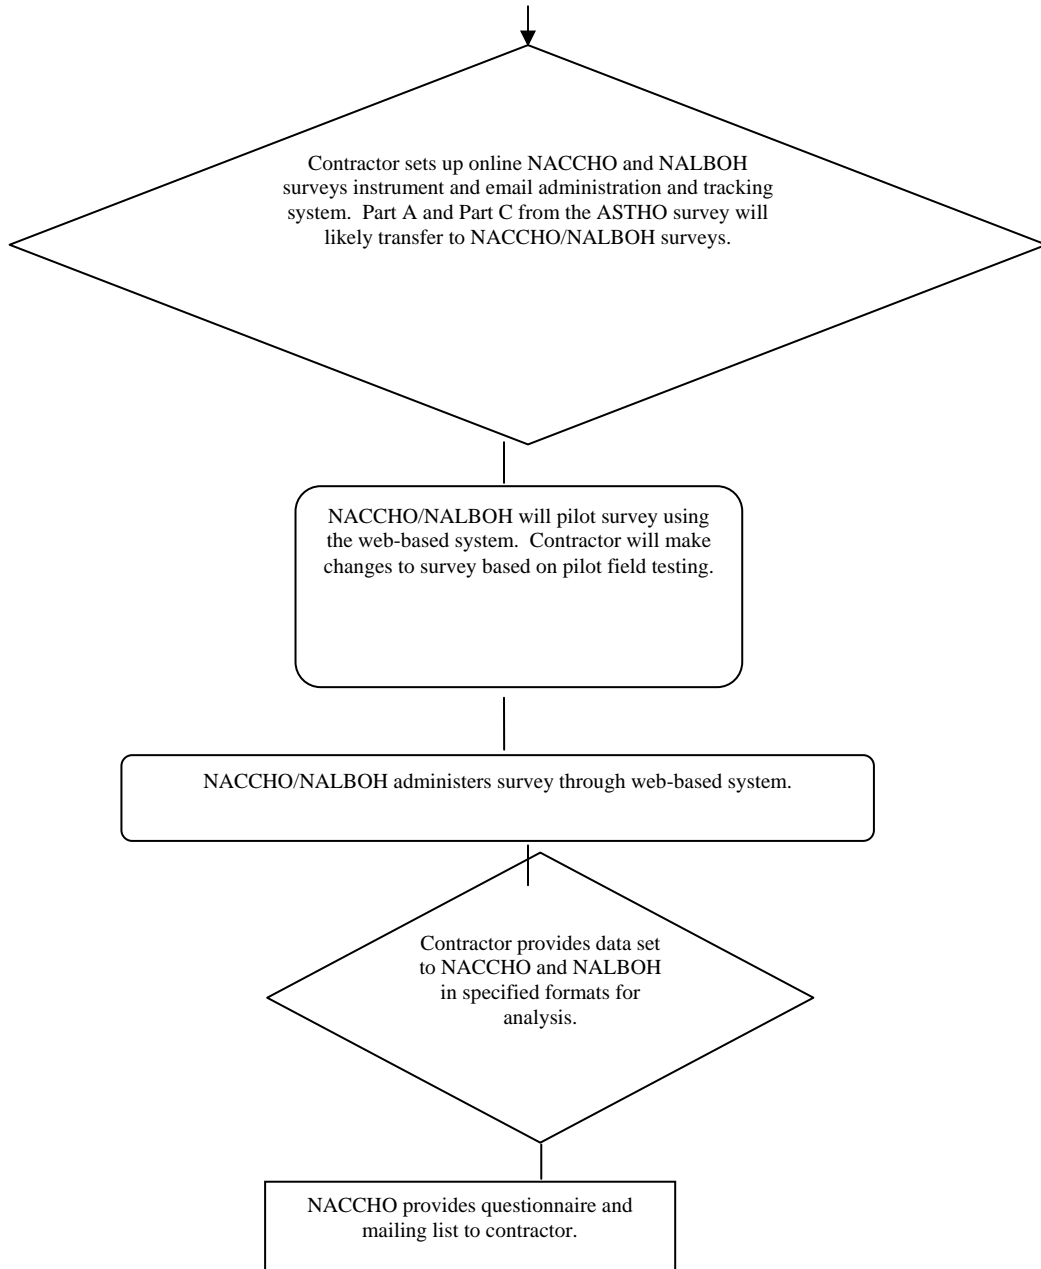 Contractor sets up online NACCHO and NALBOH
surveys instrument and email administration and tracking
system.  Part A and Part C from the ASTHO survey will
likely transfer to NACCHO/NALBOH surveys.
NACCHO/NALBOH will pilot survey using
the web-based system.  Contractor will make
changes to survey based on pilot field testing.
NACCHO/NALBOH administers survey through web-based system.
Contractor provides data set
to NACCHO and NALBOH
in specified formats for
analysis.
NACCHO provides questionnaire and
mailing list to contractor.